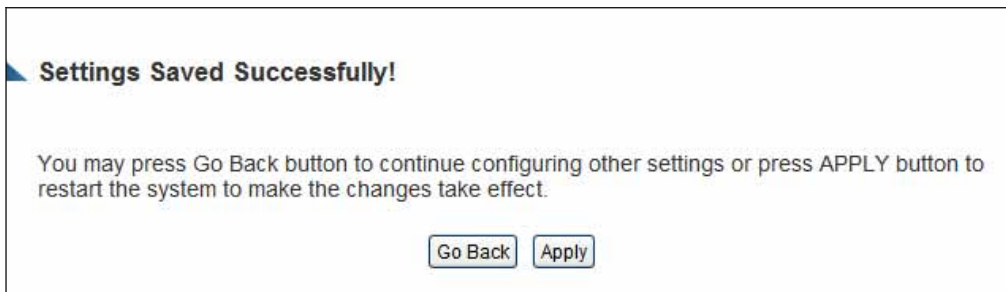 Settings Saved Successfully!
You may press Go Back button to continue configuring other settings or press APPLY button to
restart the system to make the changes take effect.
Go Back Apply